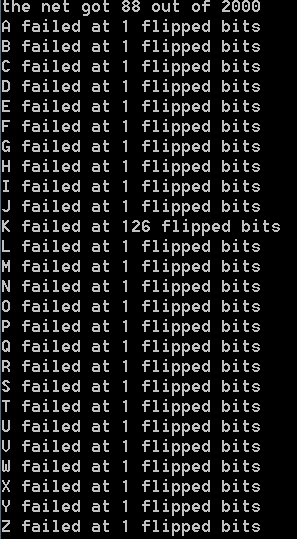 the net got 88 out of 2000
A failed at 1 flipped bits
B failed at 1 flipped bits
C failed at 1 flipped bits
D failed at 1 flipped bits
E failed at 1 flipped bits
F failed at 1 flipped bits
G failed at 1 flipped bits
H failed at 1 flipped bits
I failed at 1 flipped bits
J failed at 1 flipped bits
K failed at 126 flipped bits
L failed at 1 flipped bits
M failed at 1 flipped bits
N failed at 1 flipped bits
O failed at 1 flipped bits
P failed at 1 flipped bits
Q failed at 1 flipped bits
R failed at 1 flipped bits
S failed at 1 flipped bits
T failed at 1 flipped bits
U failed at 1 flipped bits
V failed at 1 flipped bits
W failed at 1 flipped bits
X failed at 1 flipped bits
Y failed at 1 flipped bits
Z failed at 1 flipped bits